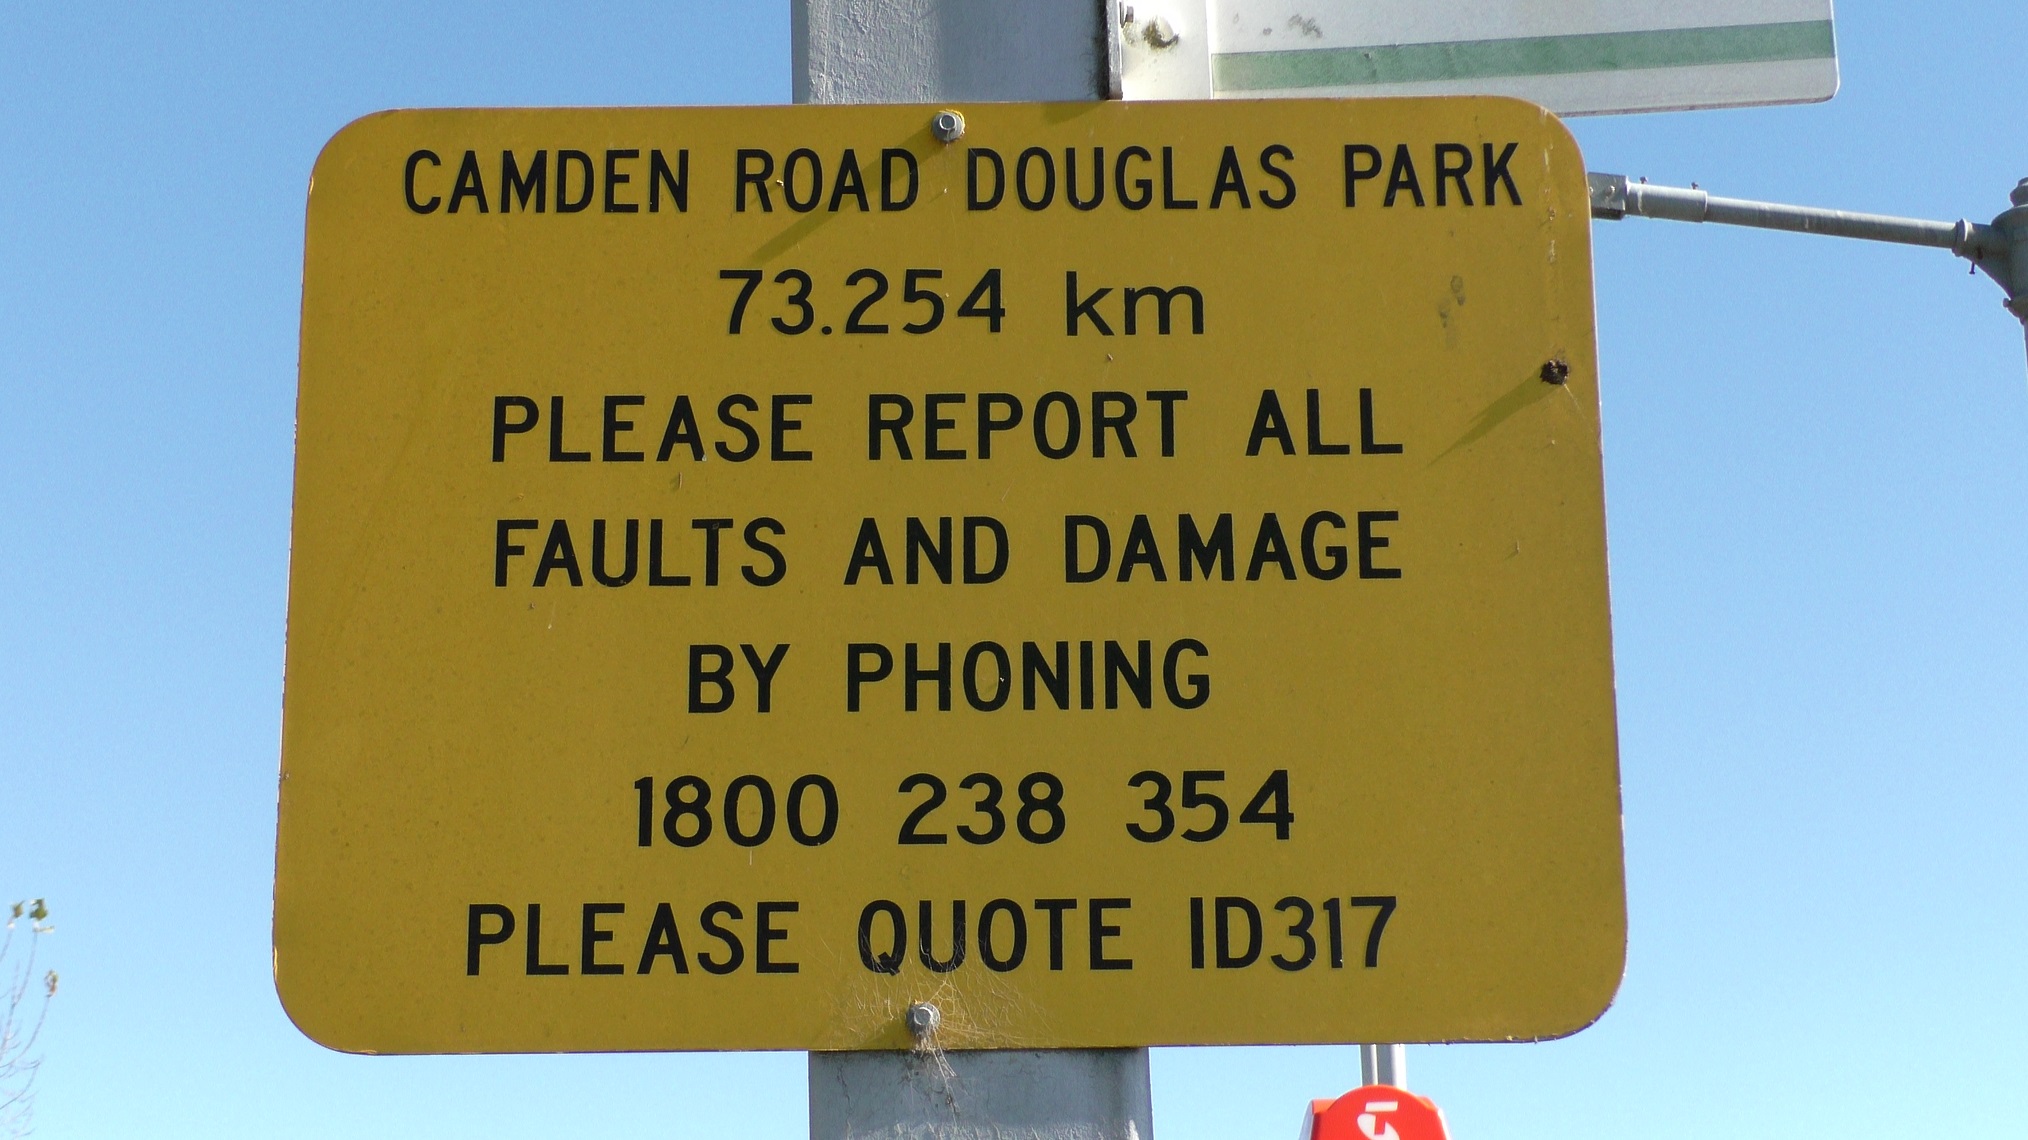 CAMDEN ROAD DOUGLAS PARK
73.254 km
PLEASE REPORT ALL
FAULTS AND DAMAGE
BY PHONING
1800 238 354
PLEASE QUOTE ID317